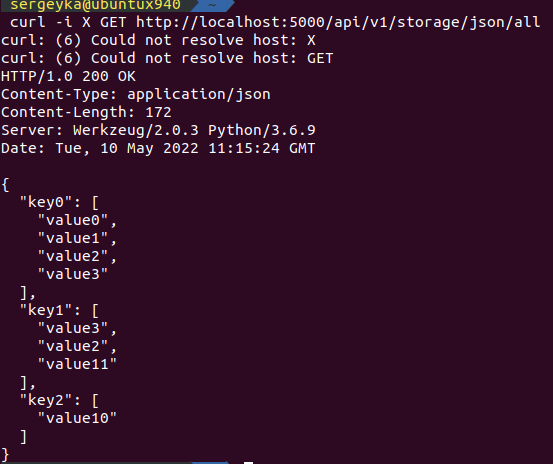 sergeyka@ubuntux940 ~
curl -i X GET http://localhost:5000/api/v1/storage/json/all
curl: (6) Could not resolve host: X
curl: (6) Could not resolve host: GET
HTTP/1.0 200 OK
Content-Type: application/json
Content-Length: 172
Server: Werkzeug/2.0.3 Python/3.6.9
Date: Tue, 10 May 2022 11:15:24 GMT
{
"key0": [
"value0",
"value1",
"value2",
"value3"
],
"key1": [
"value3",
"value2",
"value11"
],
"key2": [
"value10"
]
}